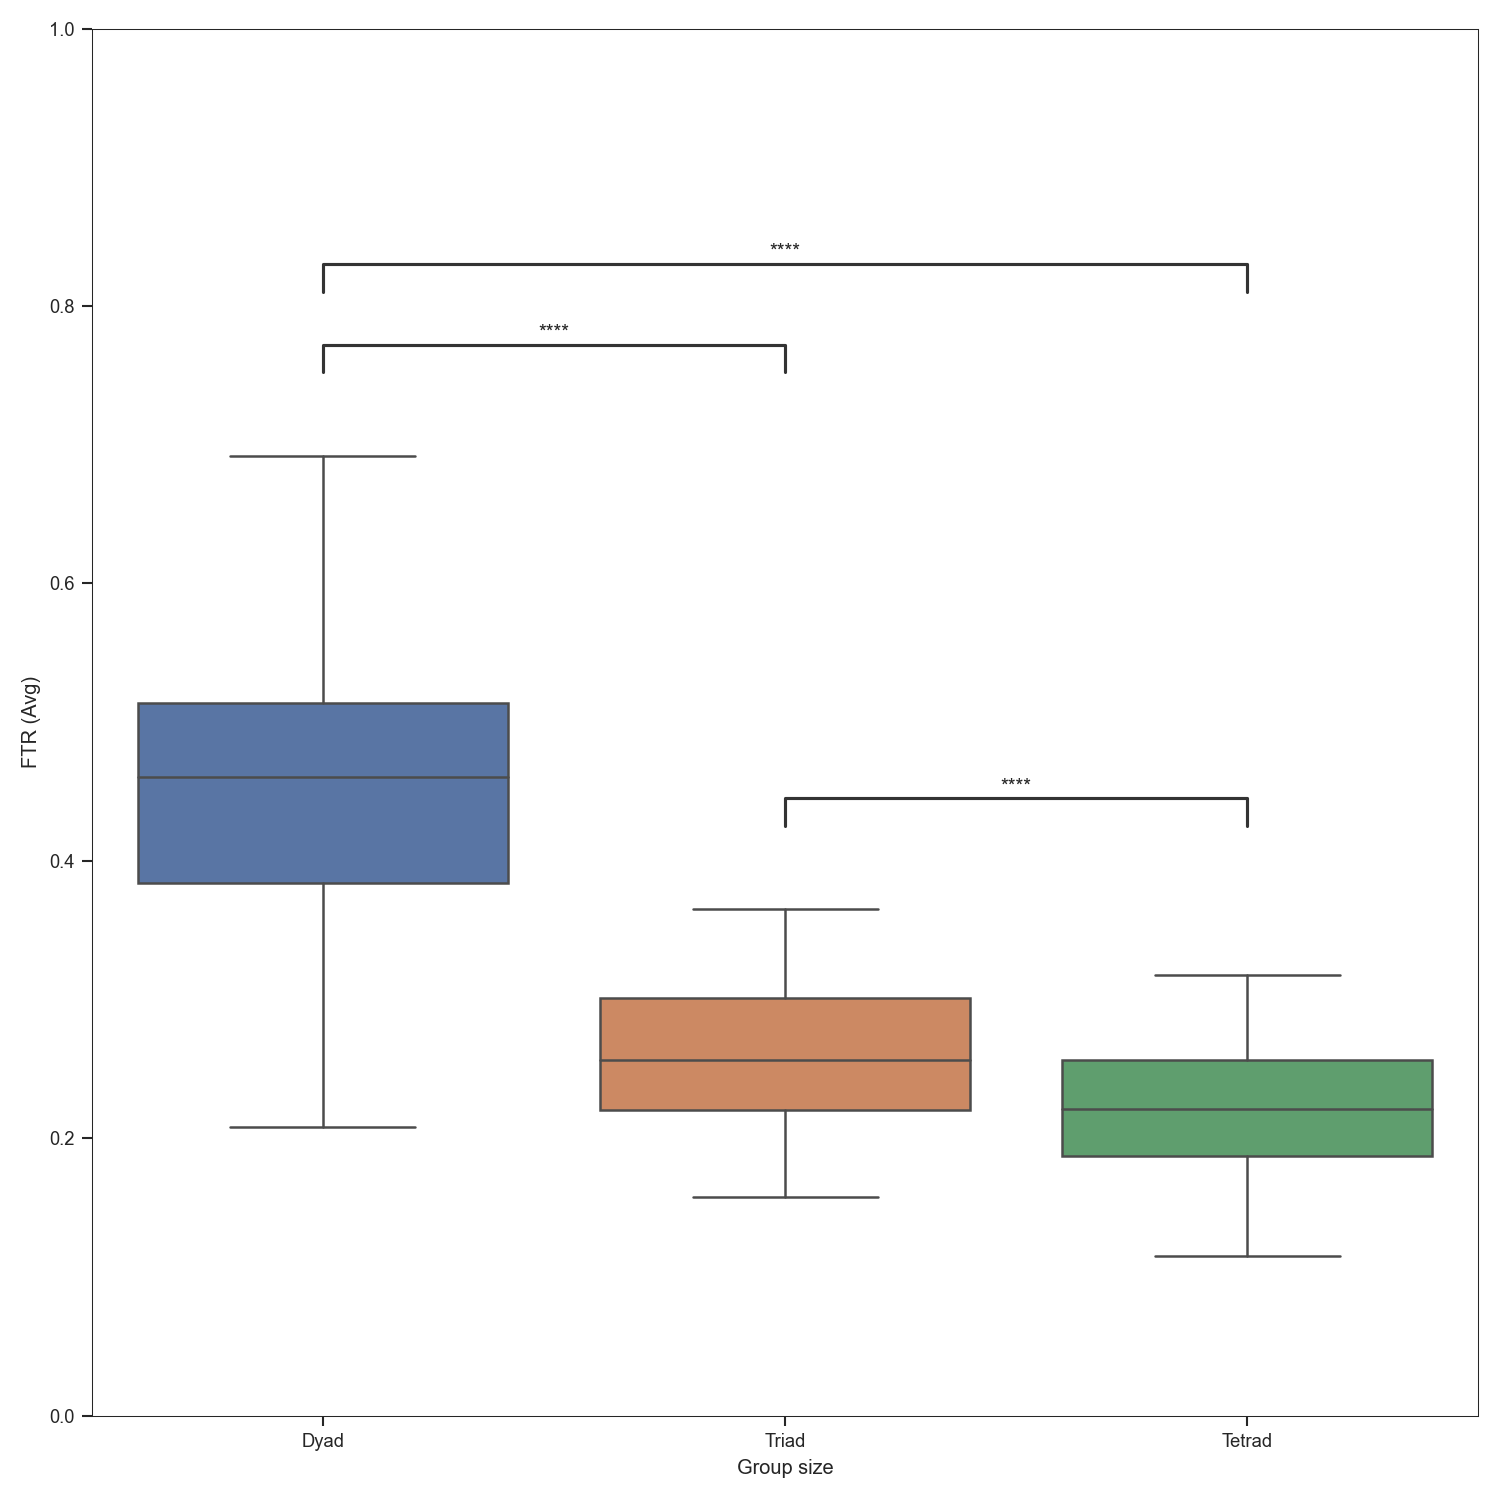 1.0
0.8
0.6
0.4
0.2
0.0
FTR (Avg)
****
****
****
Dyad
Triad
Tetrad
Group size